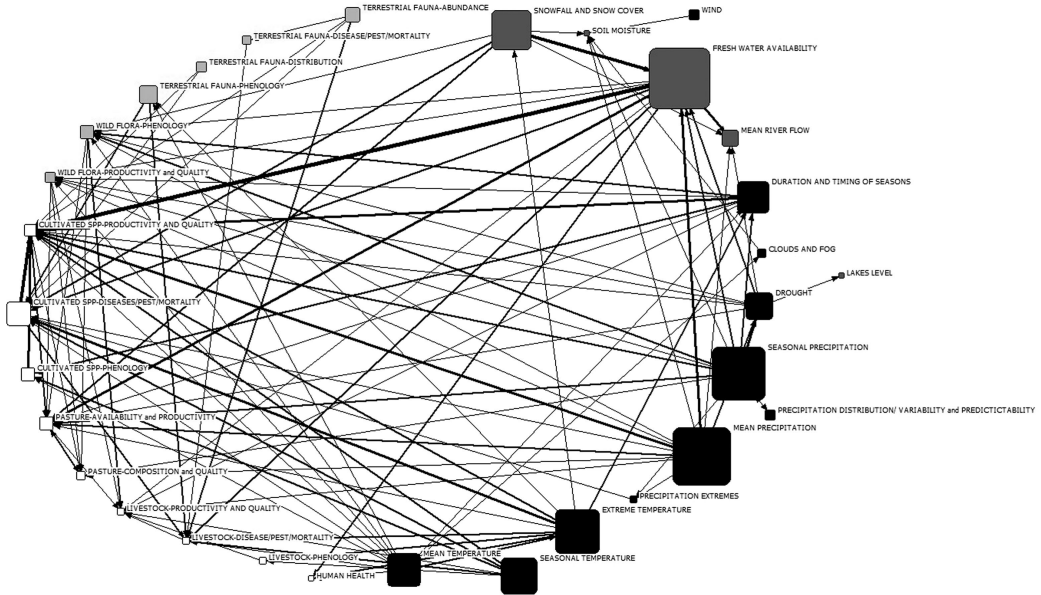 TERRESTRIAL FAUNA-ABUNDANCE
SNOWFALL AND SNOW COVER
WIND
SOIL MOISTURE
TERRESTRIAL FAUNA-DISEASE/PEST/MORTALITY
FRESH WATER AVAILABILITY
TERRESTRIAL FAUNA-DISTRIBUTION
TERRESTRIAL FAUNA-PHENOLOGY
WILD FLORA-PHENOLOGY
MEAN RIVER FLOW
WILD FLORA-PRODUCTIVITY and QUALITY
DURATION AND TIMING OF SEASONS
CULTIVATED SPP-PRODUCTIVITY AND QUALITY
CLOUDS AND FOG
LAKES LEVEL
DROUGHT
CULTIVATED SPP-DISEASES/PEST/MORTALITY
SEASONAL PRECIPITATION
CULTIVATED SPP-PHENOLOGY
PRECIPITATION DISTRIBUTION/ VARIABILITY and PREDICTICTABILITY
PASTURE-AVAILABILITY and PRODUCTIVITY
MEAN PRECIPITATION
PASTURE-COMPOSITION and QUALITY
PRECIPITATION EXTREMES
LIVESTOCK-PRODUCTIVITY AND QUALITY
EXTREME TEMPERATURE
LIVESTOCK-DISEASE/PEST/MORTALITY
MEAN TEMPERATURE
LIVESTOCK-PHENOLOGY
SEASONAL TEMPERATURE
HUMAN HEALTH